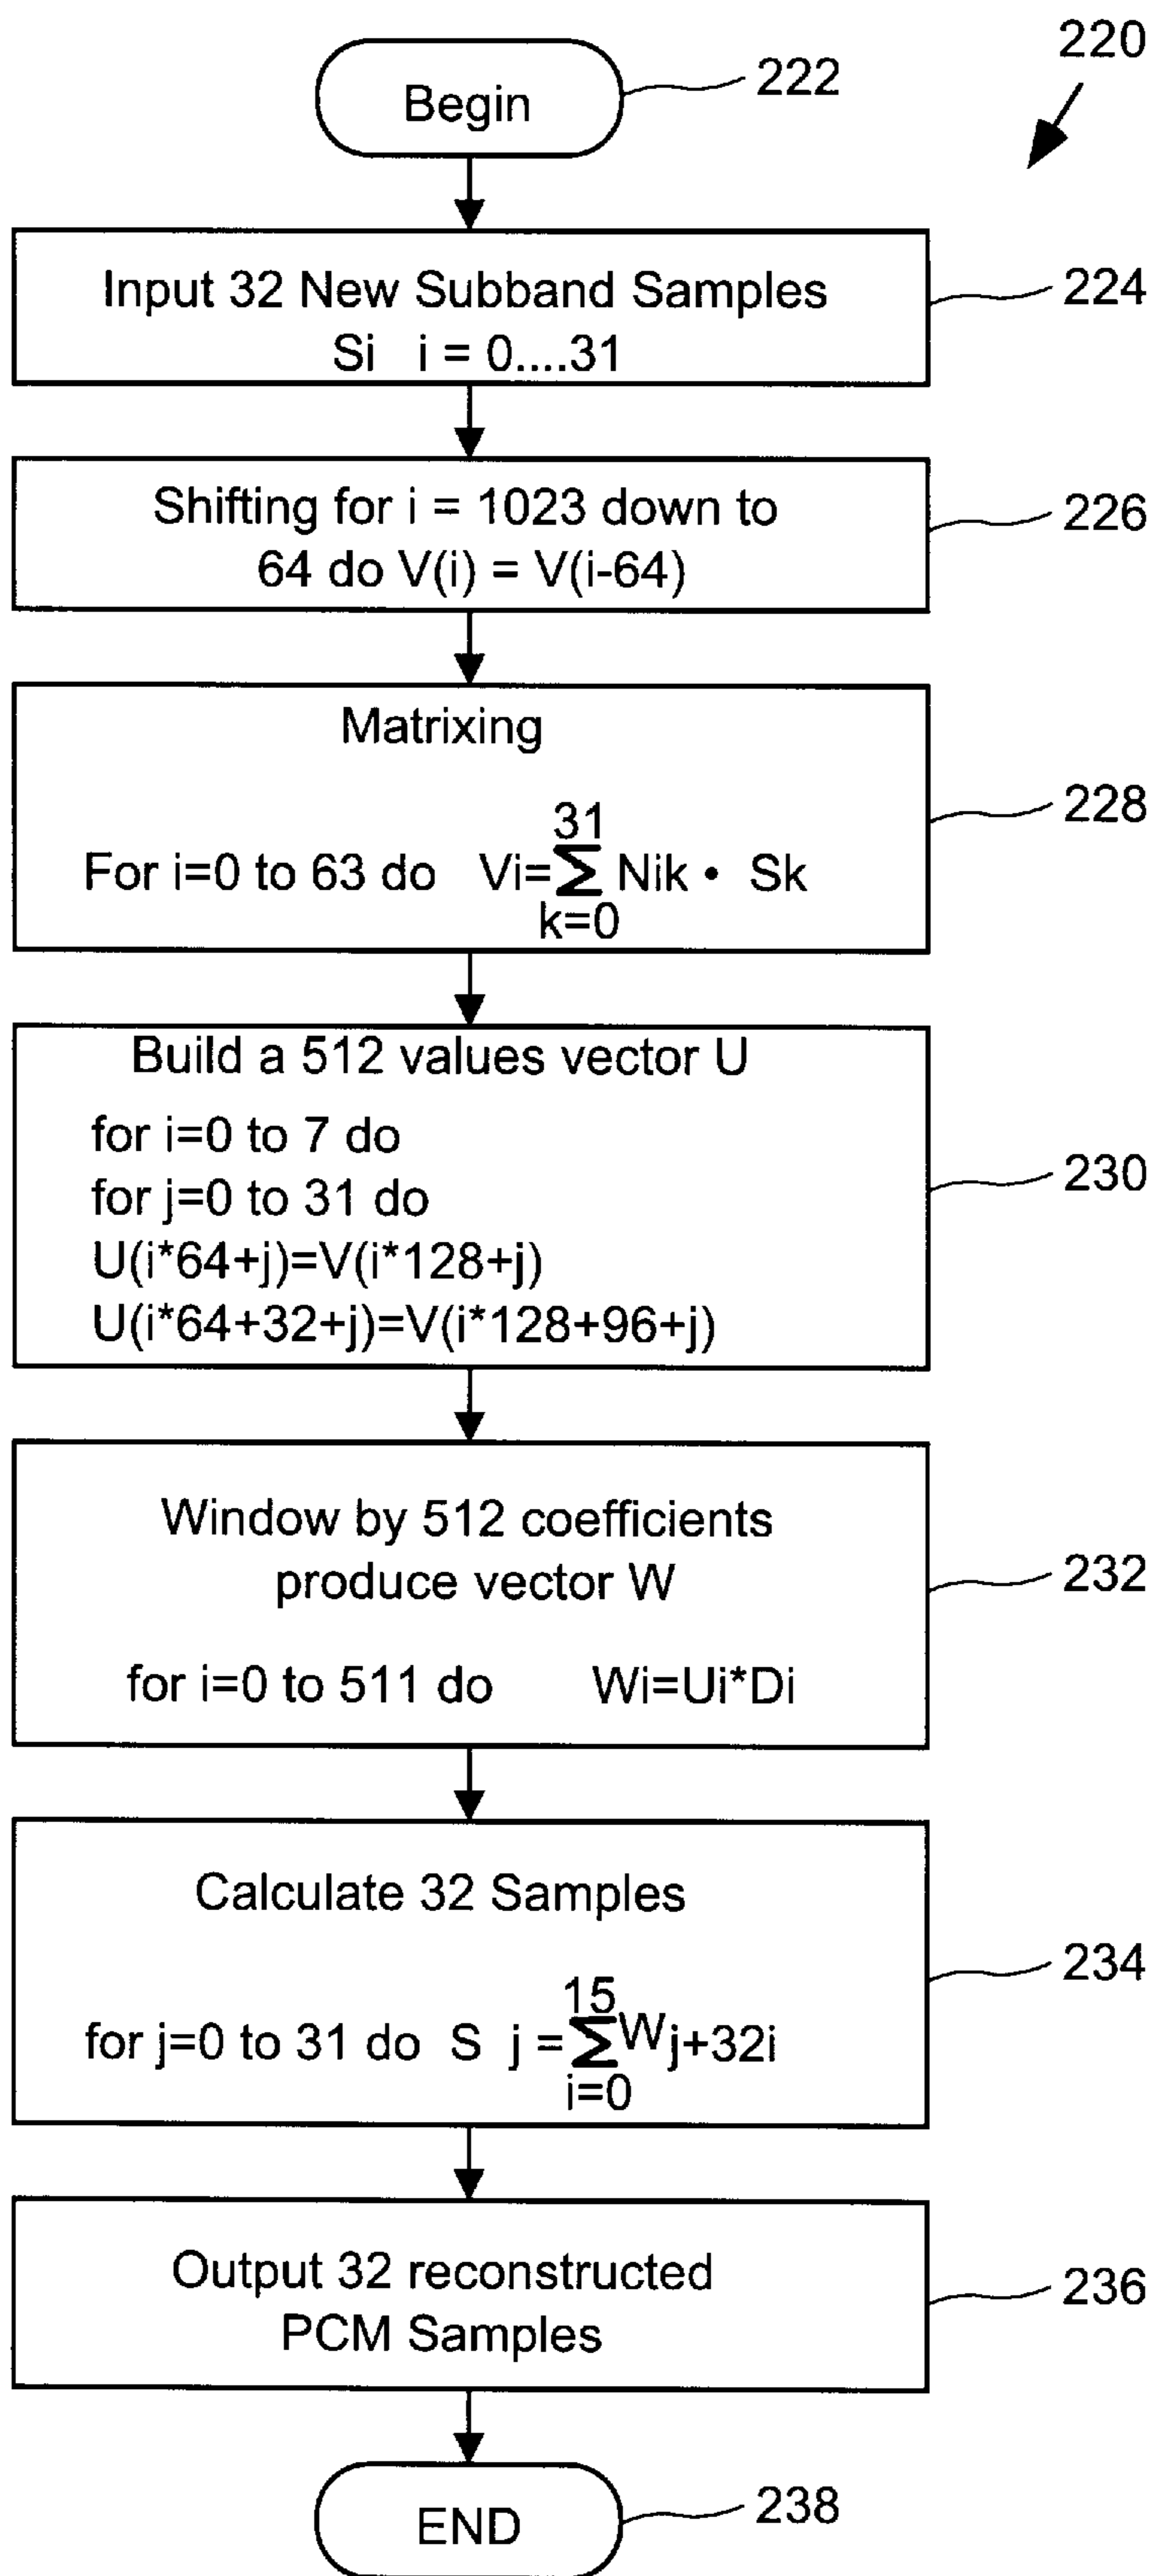 220
Begin
222
Input 32 New Subband Samples
Si i = 0....31
224
Shifting for i = 1023 down to
64 do V(i) = V(i-64)
226
Matrixing
For i=0 to 63 do Vi=31∑k=0 Nik • Sk
228
Build a 512 values vector U
for i=0 to 7 do
for j=0 to 31 do
U(i*64+j)=V(i*128+j)
U(i*64+32+j)=V(i*128+96+j)
230
Window by 512 coefficients
produce vector W
for i=0 to 511 do Wi=Ui*Di
232
Calculate 32 Samples
for j=0 to 31 do S j =15∑i=0 Wj+32i
234
Output 32 reconstructed
PCM Samples
236
END
238